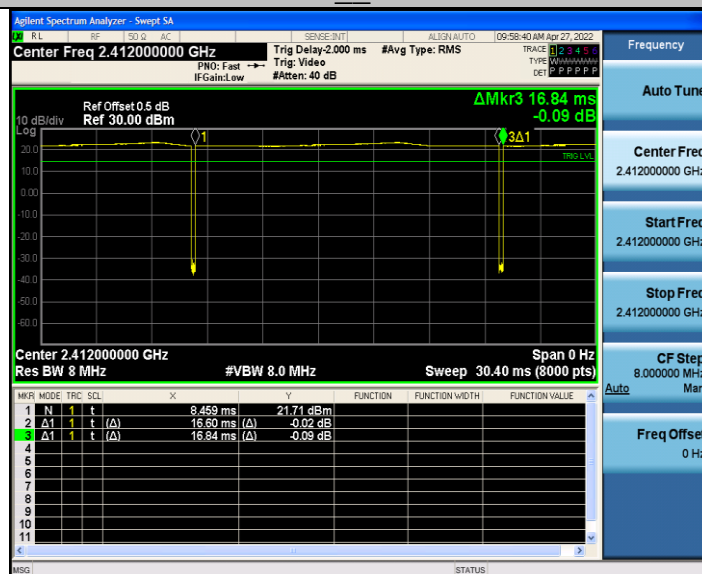 Agilent Spectrum Analyzer - Swept SA
LXI RL RF 50 Ω AC SENSE:INT ALIGN AUTO 09:58:40 AM Apr 27, 2022
Center Freq 2.412000000 GHz
PNO: Fast
IFGain:Low
Trig Delay-2.000 ms
Trig: Video
#Atten: 40 dB
#Avg Type: RMS
TRACE 1 2 3 4 5 6
TYPE WWWWWW
DET P P P P P P
Ref Offset 0.5 dB
10 dB/div Ref 30.00 dBm
ΔMkr3 16.84 ms
-0.09 dB
Log
1
3Δ1
20.0
TRIG LVL
10.0
0.00
-10.0
-20.0
-30.0
-40.0
-50.0
-60.0
Center 2.412000000 GHz Span 0 Hz
Res BW 8 MHz #VBW 8.0 MHz Sweep 30.40 ms (8000 pts)
MKR MODE TRC SCL X Y FUNCTION FUNCTION WIDTH FUNCTION VALUE
1 N 1 t 8.459 ms 21.71 dBm
2 Δ1 1 t (Δ) 16.60 ms (Δ) -0.02 dB
3 Δ1 1 t (Δ) 16.84 ms (Δ) -0.09 dB
4
5
6
7
8
9
10
11
MSG STATUS
Frequency
Auto Tune
Center Freq
2.412000000 GHz
Start Freq
2.412000000 GHz
Stop Freq
2.412000000 GHz
CF Step
8.000000 MHz
Auto Man
Freq Offset
0 Hz